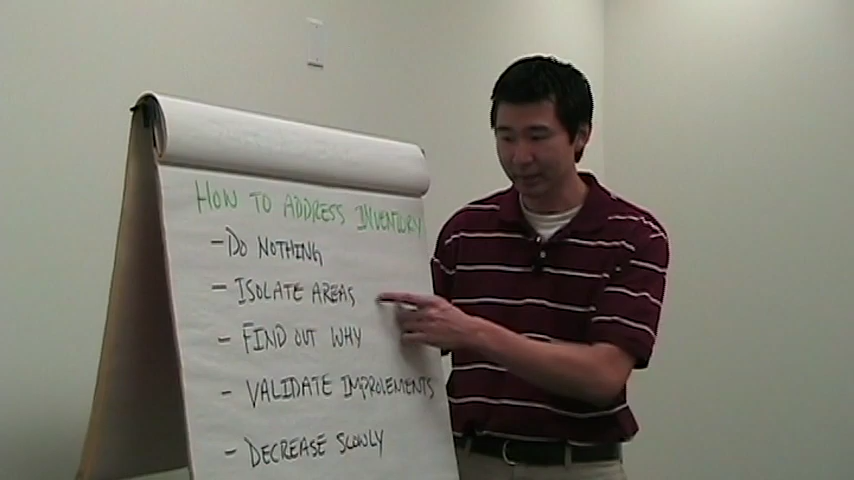 HOW TO ADDRESS INVENTORY
- DO NOTHING
- ISOLATE AREAS
- FIND OUT WHY
- VALIDATE IMPROVEMENTS
- DECREASE SLOWLY